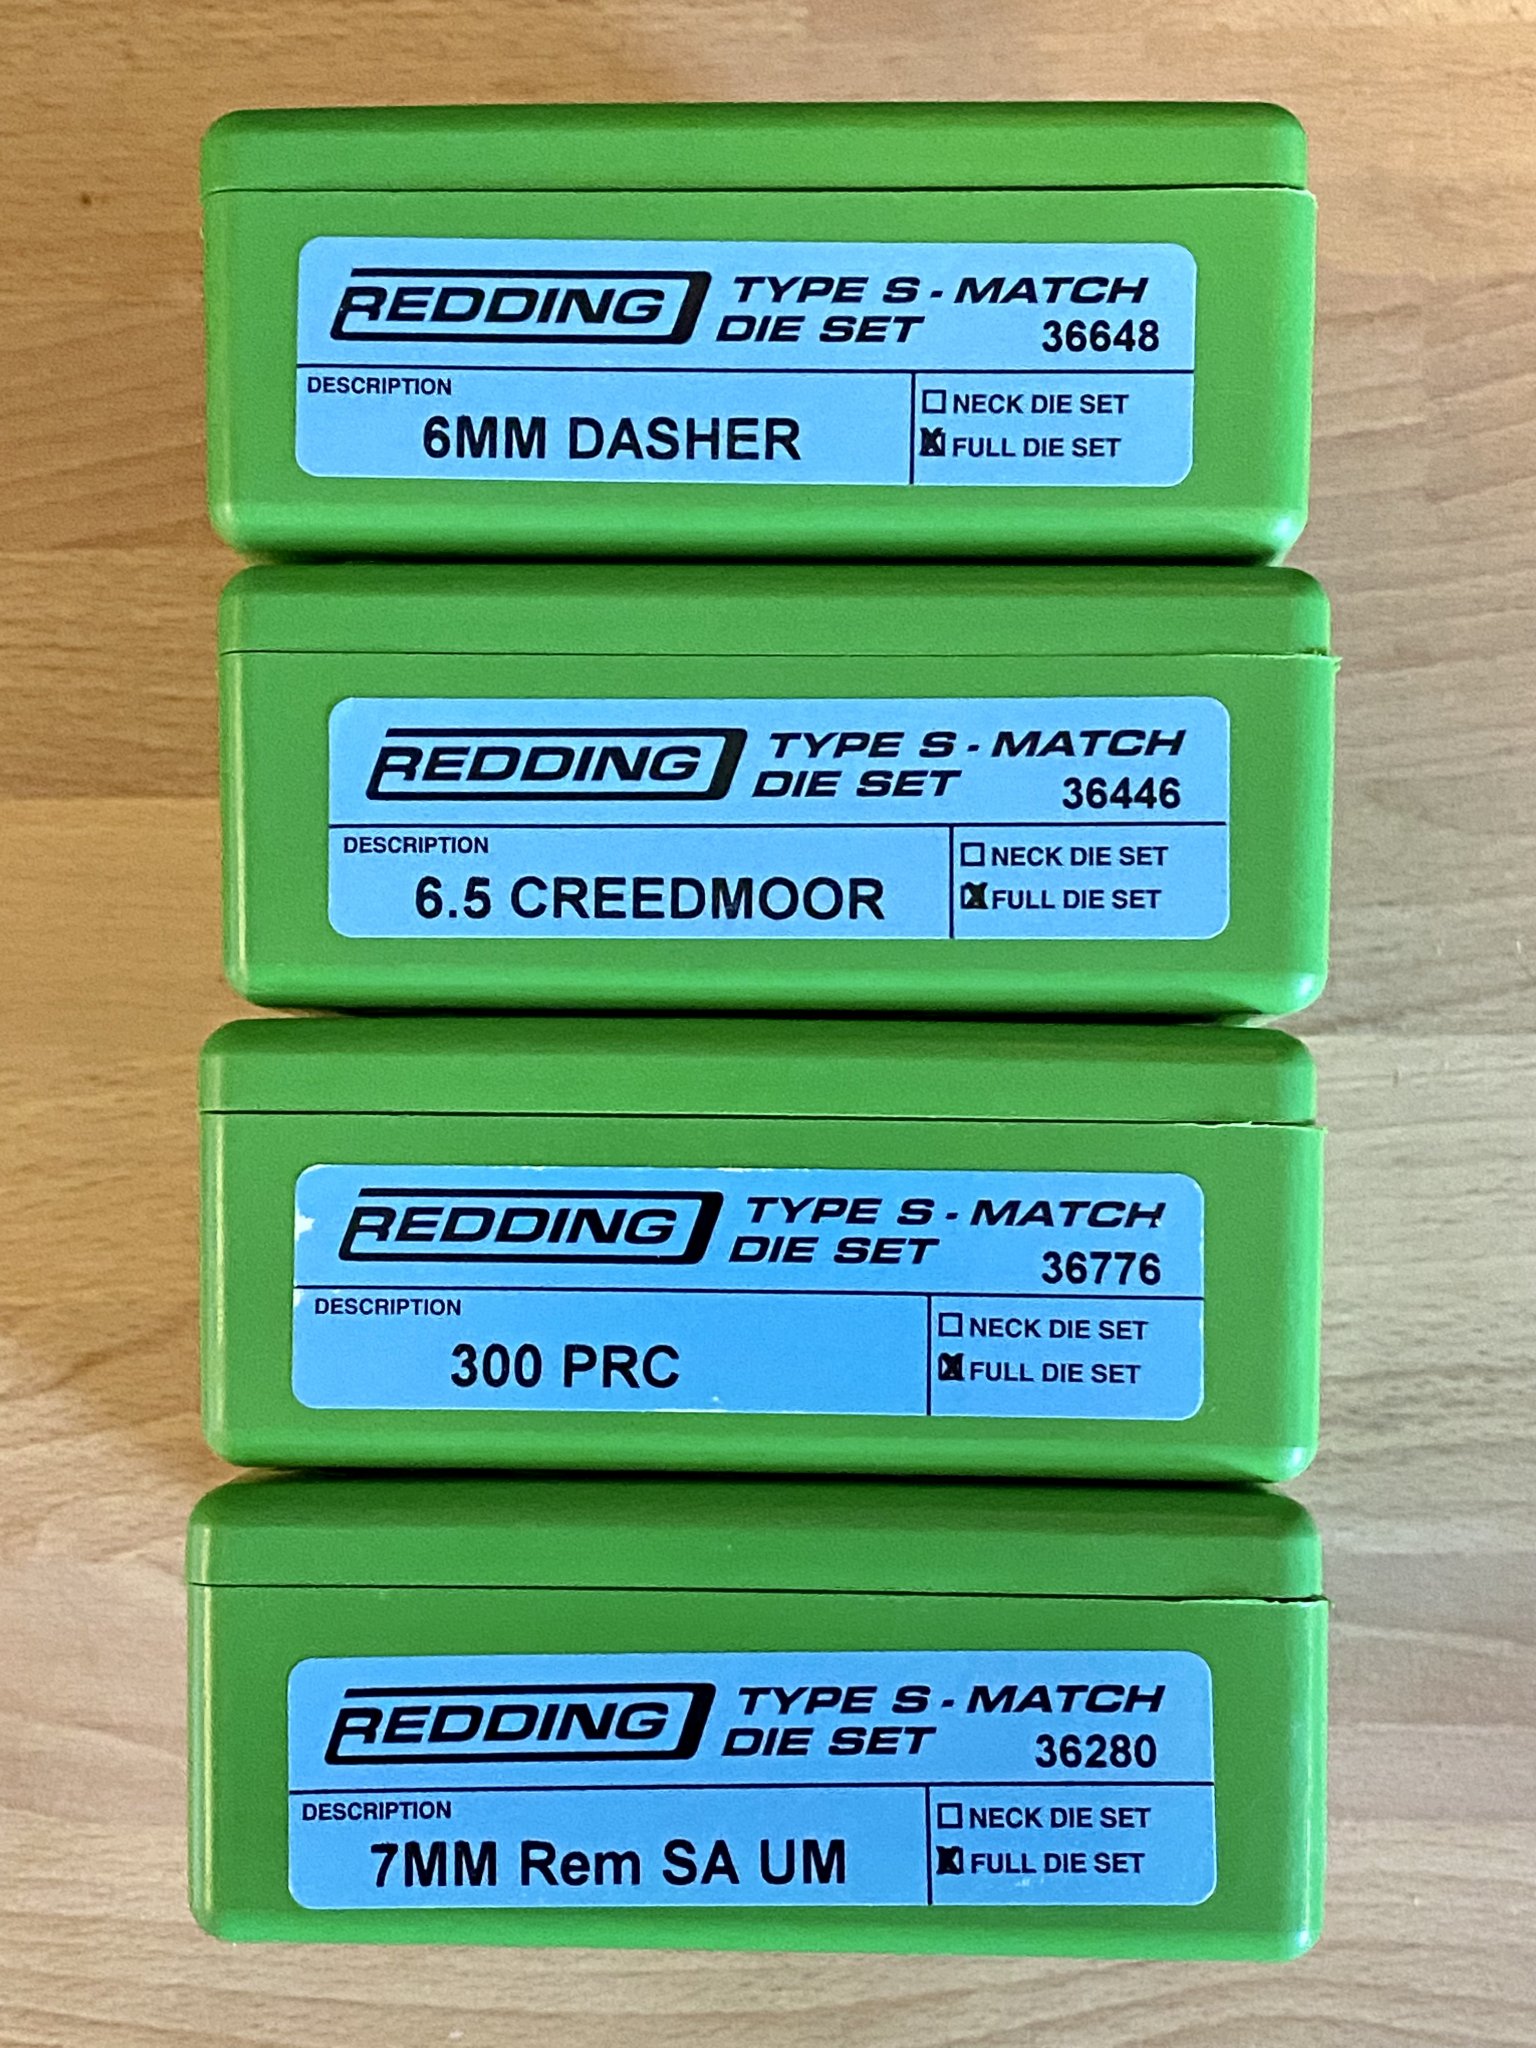 REDDING TYPE S - MATCH
DIE SET 36648
DESCRIPTION
6MM DASHER
NECK DIE SET
FULL DIE SET
REDDING TYPE S - MATCH
DIE SET 36446
DESCRIPTION
6.5 CREEDMOOR
NECK DIE SET
FULL DIE SET
REDDING TYPE S - MATCH
DIE SET 36776
DESCRIPTION
300 PRC
NECK DIE SET
FULL DIE SET
REDDING TYPE S - MATCH
DIE SET 36280
DESCRIPTION
7MM Rem SA UM
NECK DIE SET
FULL DIE SET